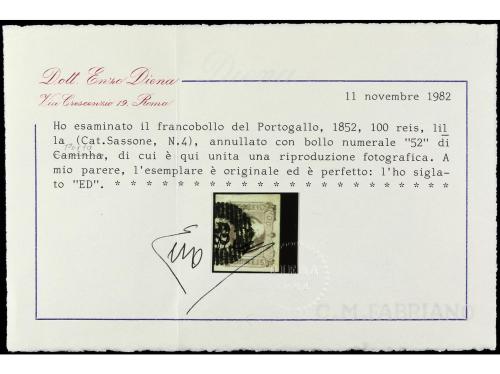 Dott. Enzo Diena
Via Crescenzio 19. Roma
11 novembre 1982
Ho esaminato il francobollo del Portogallo, 1852, 100 reis, lil
la (Cat.Sassone, N.4), annullato con bollo numerale "52" di
Porto
Caminha, di cui è qui unita una riproduzione fotografica. A
mio parere, l'esemplare è originale ed è perfetto: l'ho sigla-
to "ED". * * * * * * * * * * * * * * * * * * * * * *
C.M.FABRIANO